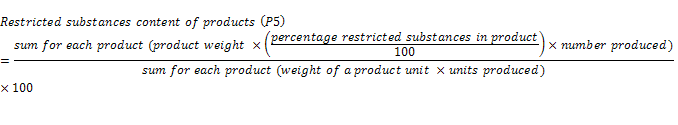 Restricted substances content of products (P5)
= sum for each product (product weight × (percentage restricted substances in product / 100) × number produced)
/ sum for each product (weight of a product unit × units produced)
× 100